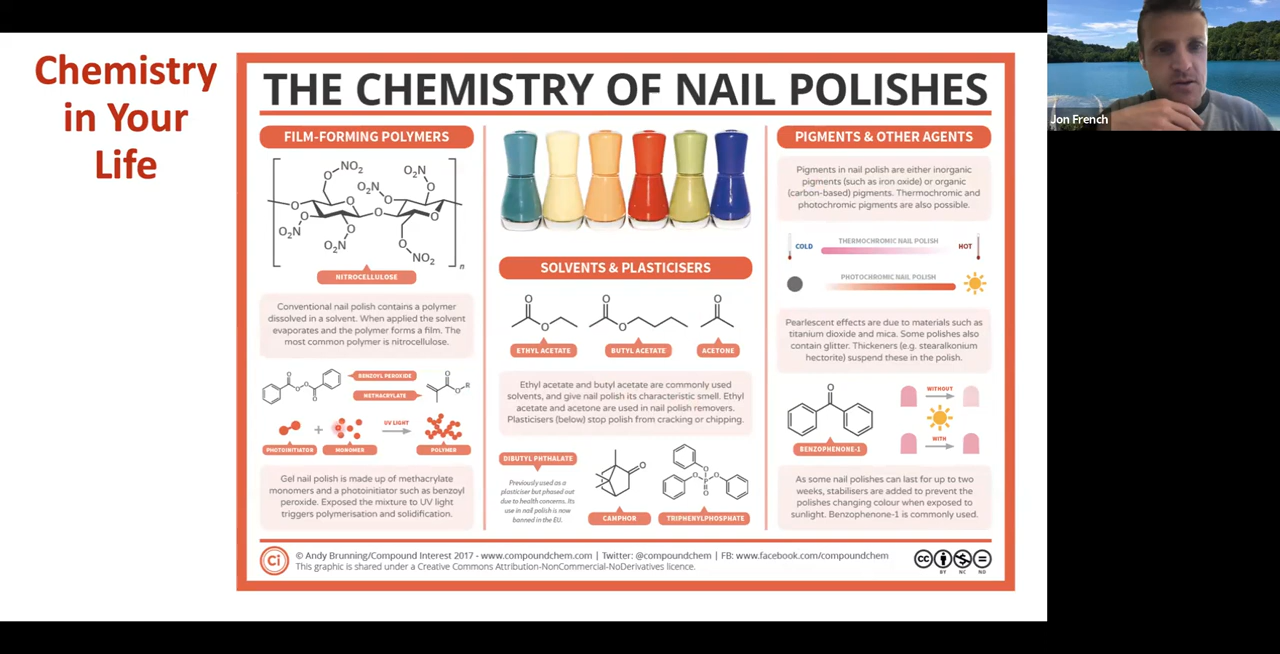 Chemistry
in Your
Life
THE CHEMISTRY OF NAIL POLISHES
FILM-FORMING POLYMERS
NO2
O2N
O
O2N
O
O
NO2
O
O
O
O
O
O2N
O
O
NO2
O
NO2
n
NITROCELLULOSE
Conventional nail polish contains a polymer
dissolved in a solvent. When applied the solvent
evaporates and the polymer forms a film. The
most common polymer is nitrocellulose.
BENZOYL PEROXIDE
METHACRYLATE
O
O
O
O
O
O
R
+
UV LIGHT
PHOTOINITIATOR
MONOMER
POLYMER
Gel nail polish is made up of methacrylate
monomers and a photoinitiator such as benzoyl
peroxide. Exposed the mixture to UV light
triggers polymerisation and solidification.
SOLVENTS & PLASTICISERS
O
O
O
O
O
ETHYL ACETATE
BUTYL ACETATE
ACETONE
Ethyl acetate and butyl acetate are commonly used
solvents, and give nail polish its characteristic smell. Ethyl
acetate and acetone are used in nail polish removers.
Plasticisers (below) stop polish from cracking or chipping.
DIBUTYL PHTHALATE
Previously used as a
plasticiser but phased out
due to health concerns. Its
use in nail polish is now
banned in the EU.
O
CAMPHOR
O
O
P
O
O
TRIPHENYLPHOSPHATE
PIGMENTS & OTHER AGENTS
Pigments in nail polish are either inorganic
pigments (such as iron oxide) or organic
(carbon-based) pigments. Thermochromic and
photochromic pigments are also possible.
COLD
THERMOCHROMIC NAIL POLISH
HOT
PHOTOCHROMIC NAIL POLISH
Pearlescent effects are due to materials such as
titanium dioxide and mica. Some polishes also
contain glitter. Thickeners (e.g. stearalkonium
hectorite) suspend these in the polish.
O
BENZOPHENONE-1
WITHOUT
WITH
As some nail polishes can last for up to two
weeks, stabilisers are added to prevent the
polishes changing colour when exposed to
sunlight. Benzophenone-1 is commonly used.
Ci
© Andy Brunning/Compound Interest 2017 - www.compoundchem.com | Twitter: @compoundchem | FB: www.facebook.com/compoundchem
This graphic is shared under a Creative Commons Attribution-NonCommercial-NoDerivatives licence.
CC
BY
NC
ND
Jon French